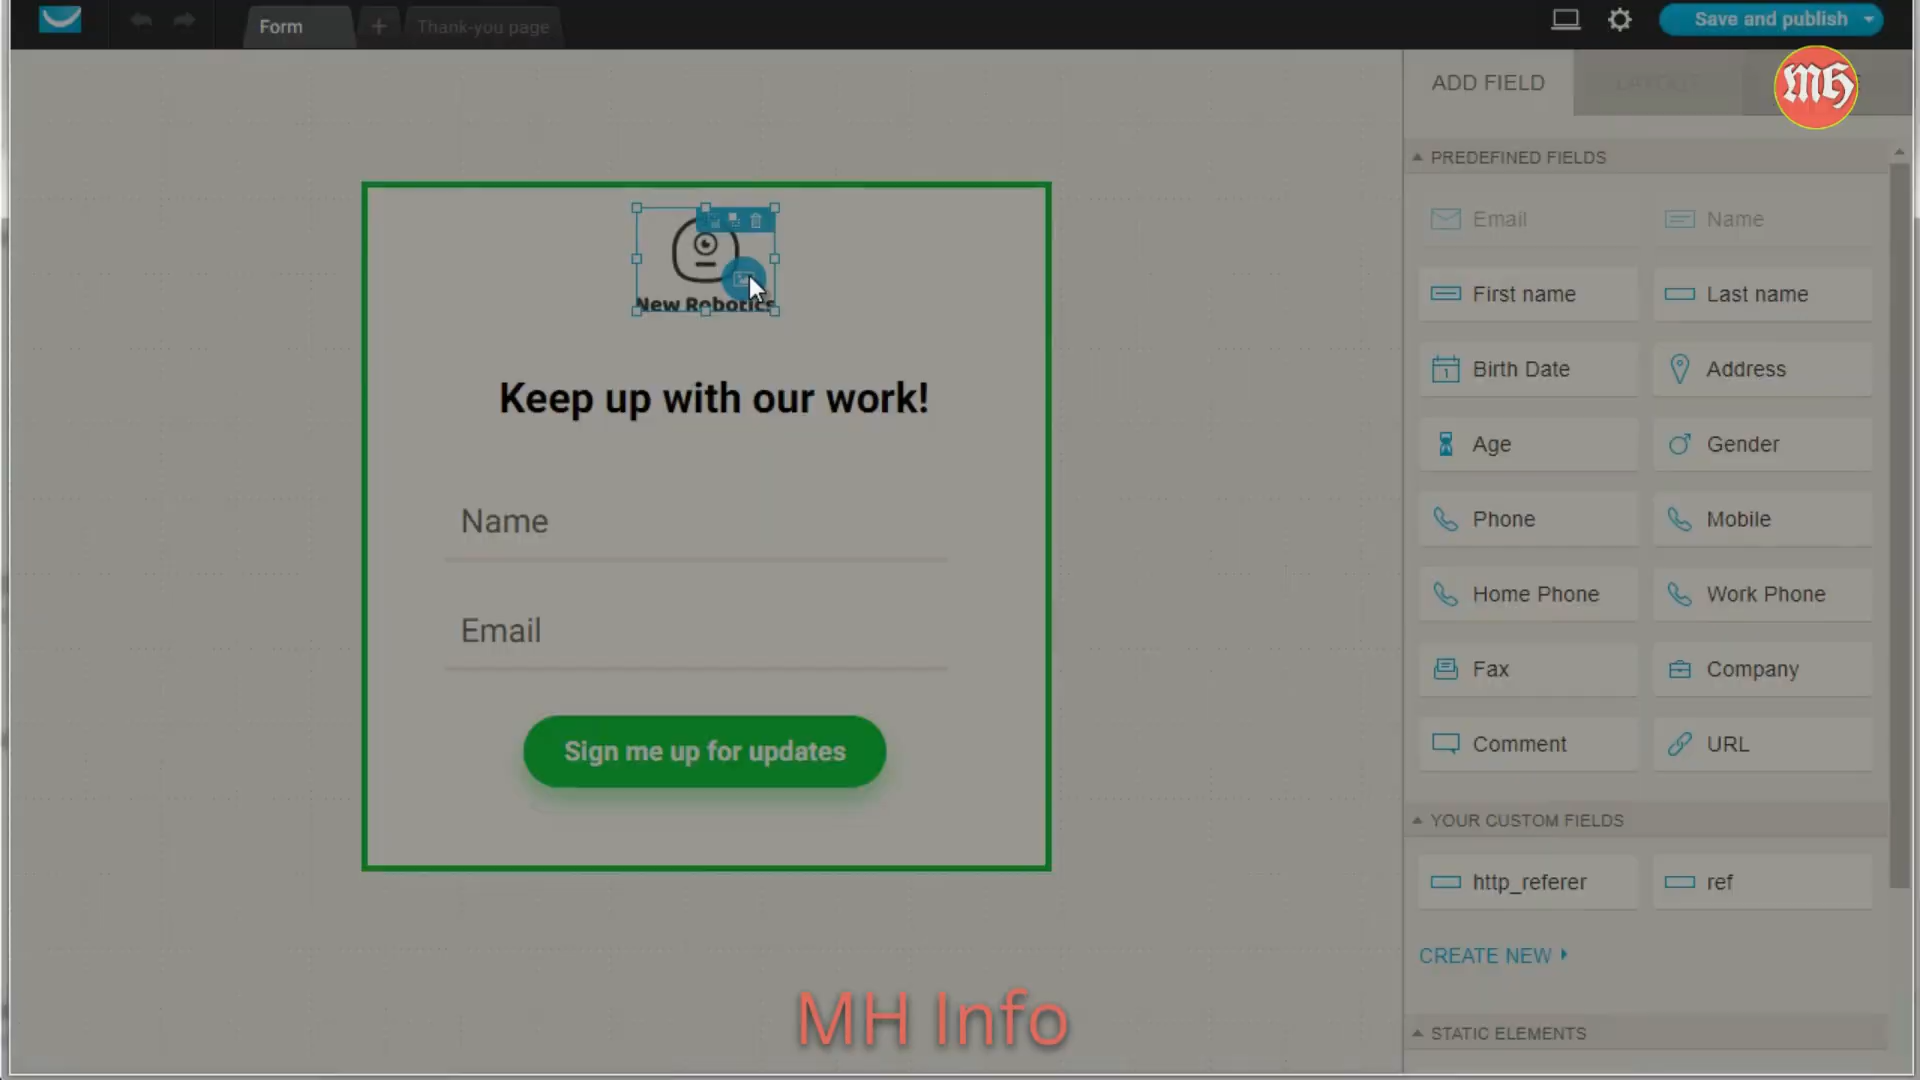 Form
+
Thank-you page
Save and publish
ADD FIELD
LAYOUT
MH
PREDEFINED FIELDS
Email
Name
First name
Last name
Birth Date
Address
Age
Gender
Phone
Mobile
Home Phone
Work Phone
Fax
Company
Comment
URL
YOUR CUSTOM FIELDS
http_referer
ref
CREATE NEW
STATIC ELEMENTS
New Robotics
Keep up with our work!
Name
Email
Sign me up for updates
MH Info